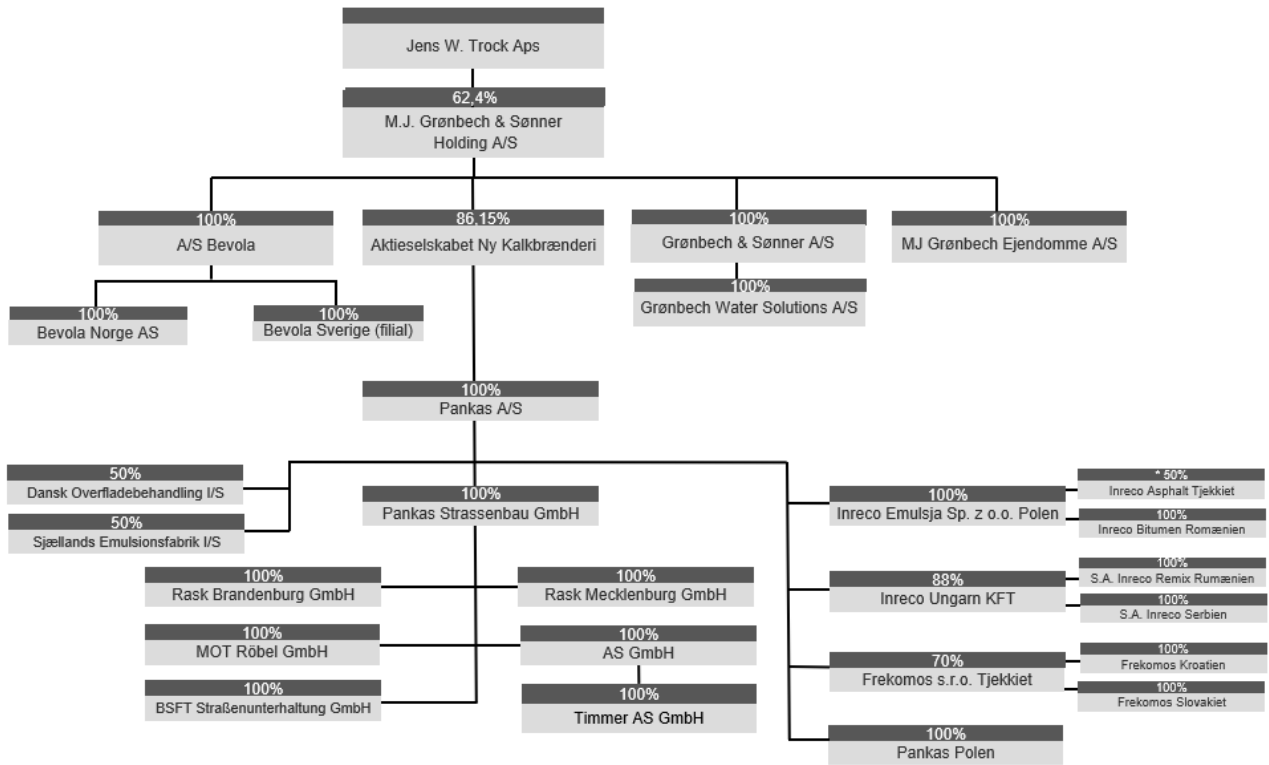 Jens W. Trock Aps
62,4%
M.J. Grønbech & Sønner
Holding A/S
100%
A/S Bevola
86,15%
Aktieselskabet Ny Kalkbrænderi
100%
Grønbech & Sønner A/S
100%
MJ Grønbech Ejendomme A/S
100%
Bevola Norge AS
100%
Bevola Sverige (filial)
100%
Grønbech Water Solutions A/S
100%
Pankas A/S
50%
Dansk Overfladebehandling I/S
50%
Sjællands Emulsionsfabrik I/S
100%
Pankas Strassenbau GmbH
100%
Rask Brandenburg GmbH
100%
Rask Mecklenburg GmbH
100%
MOT Röbel GmbH
100%
AS GmbH
100%
BSFT Straßenunterhaltung GmbH
100%
Timmer AS GmbH
100%
Inreco Emulsja Sp. z o.o. Polen
* 50%
Inreco Asphalt Tjekkiet
100%
Inreco Bitumen Romænien
88%
Inreco Ungarn KFT
100%
S.A. Inreco Remix Rumænien
100%
S.A. Inreco Serbien
70%
Frekomos s.r.o. Tjekkiet
100%
Frekomos Kroatien
100%
Frekomos Slovakiet
100%
Pankas Polen